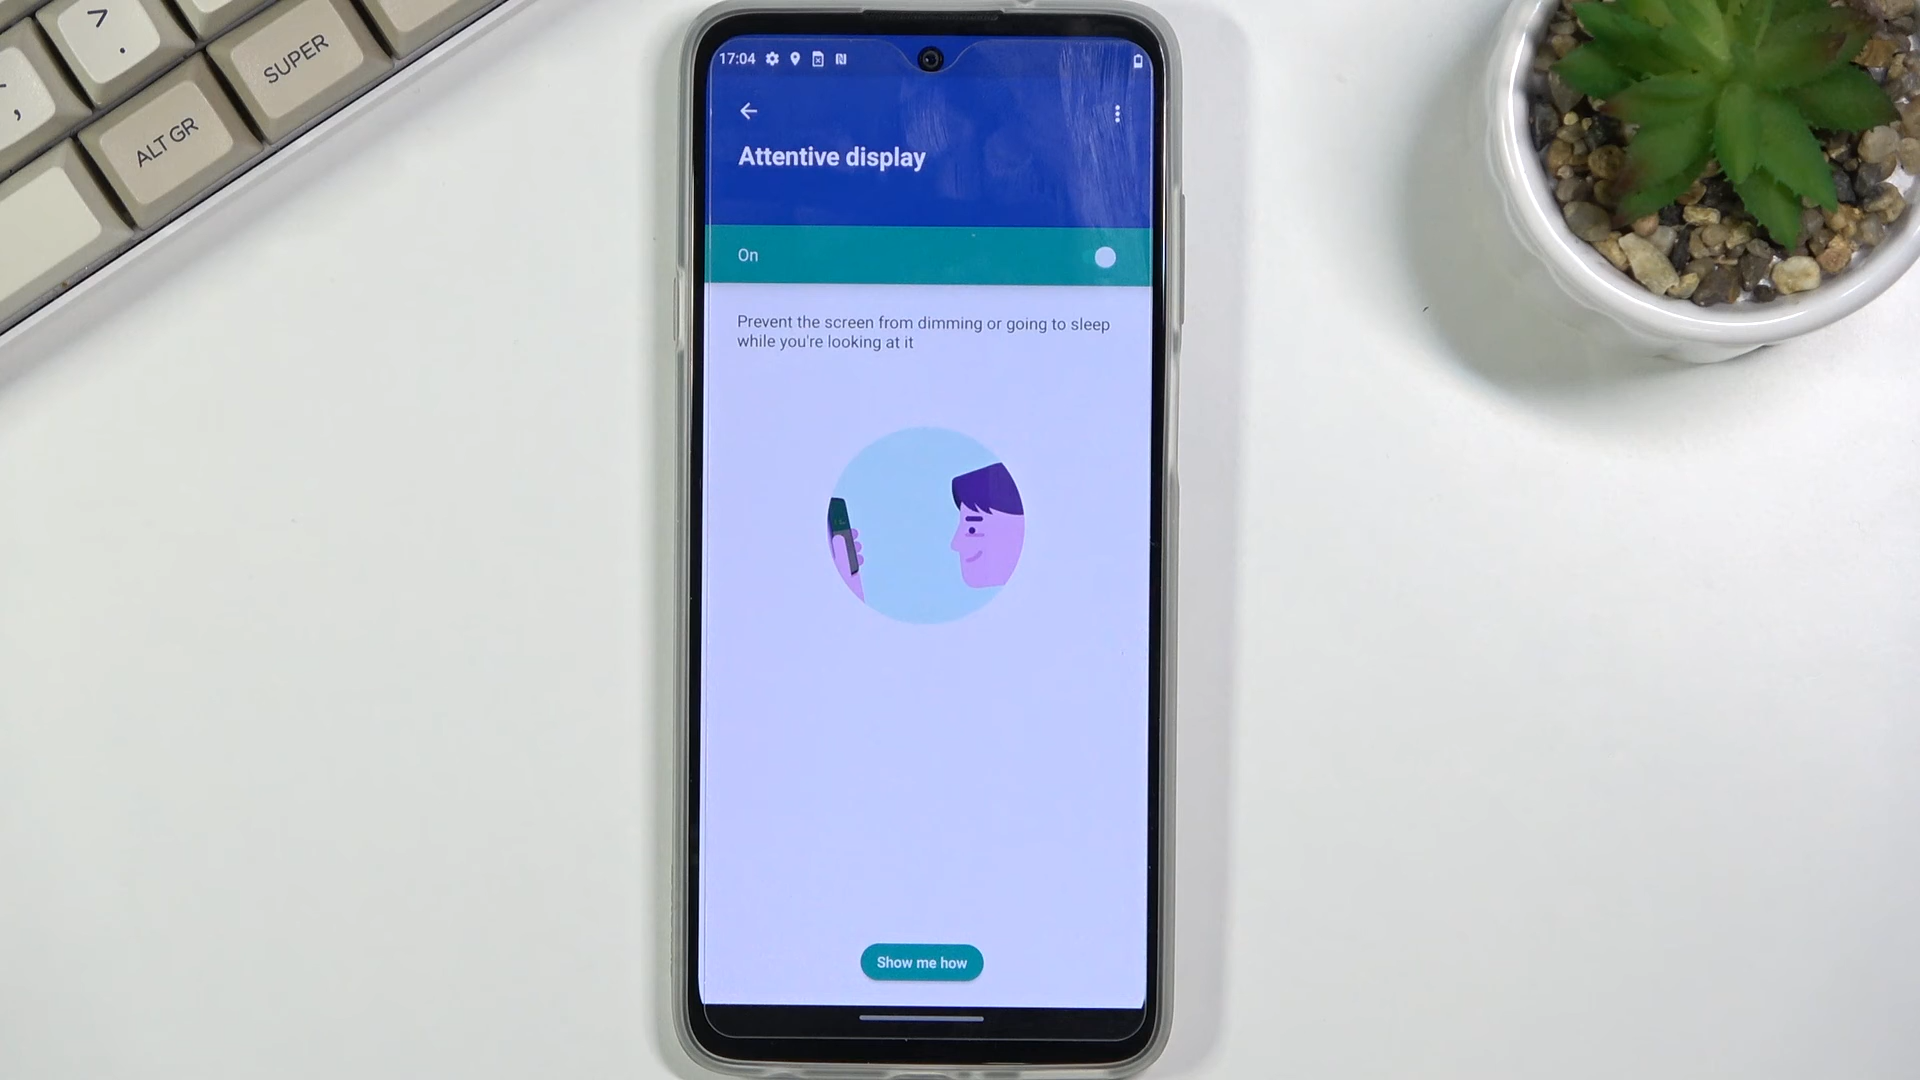 > .
SUPER
ALT GR
; ,
17:04
Attentive display
On
Prevent the screen from dimming or going to sleep
while you're looking at it
Show me how